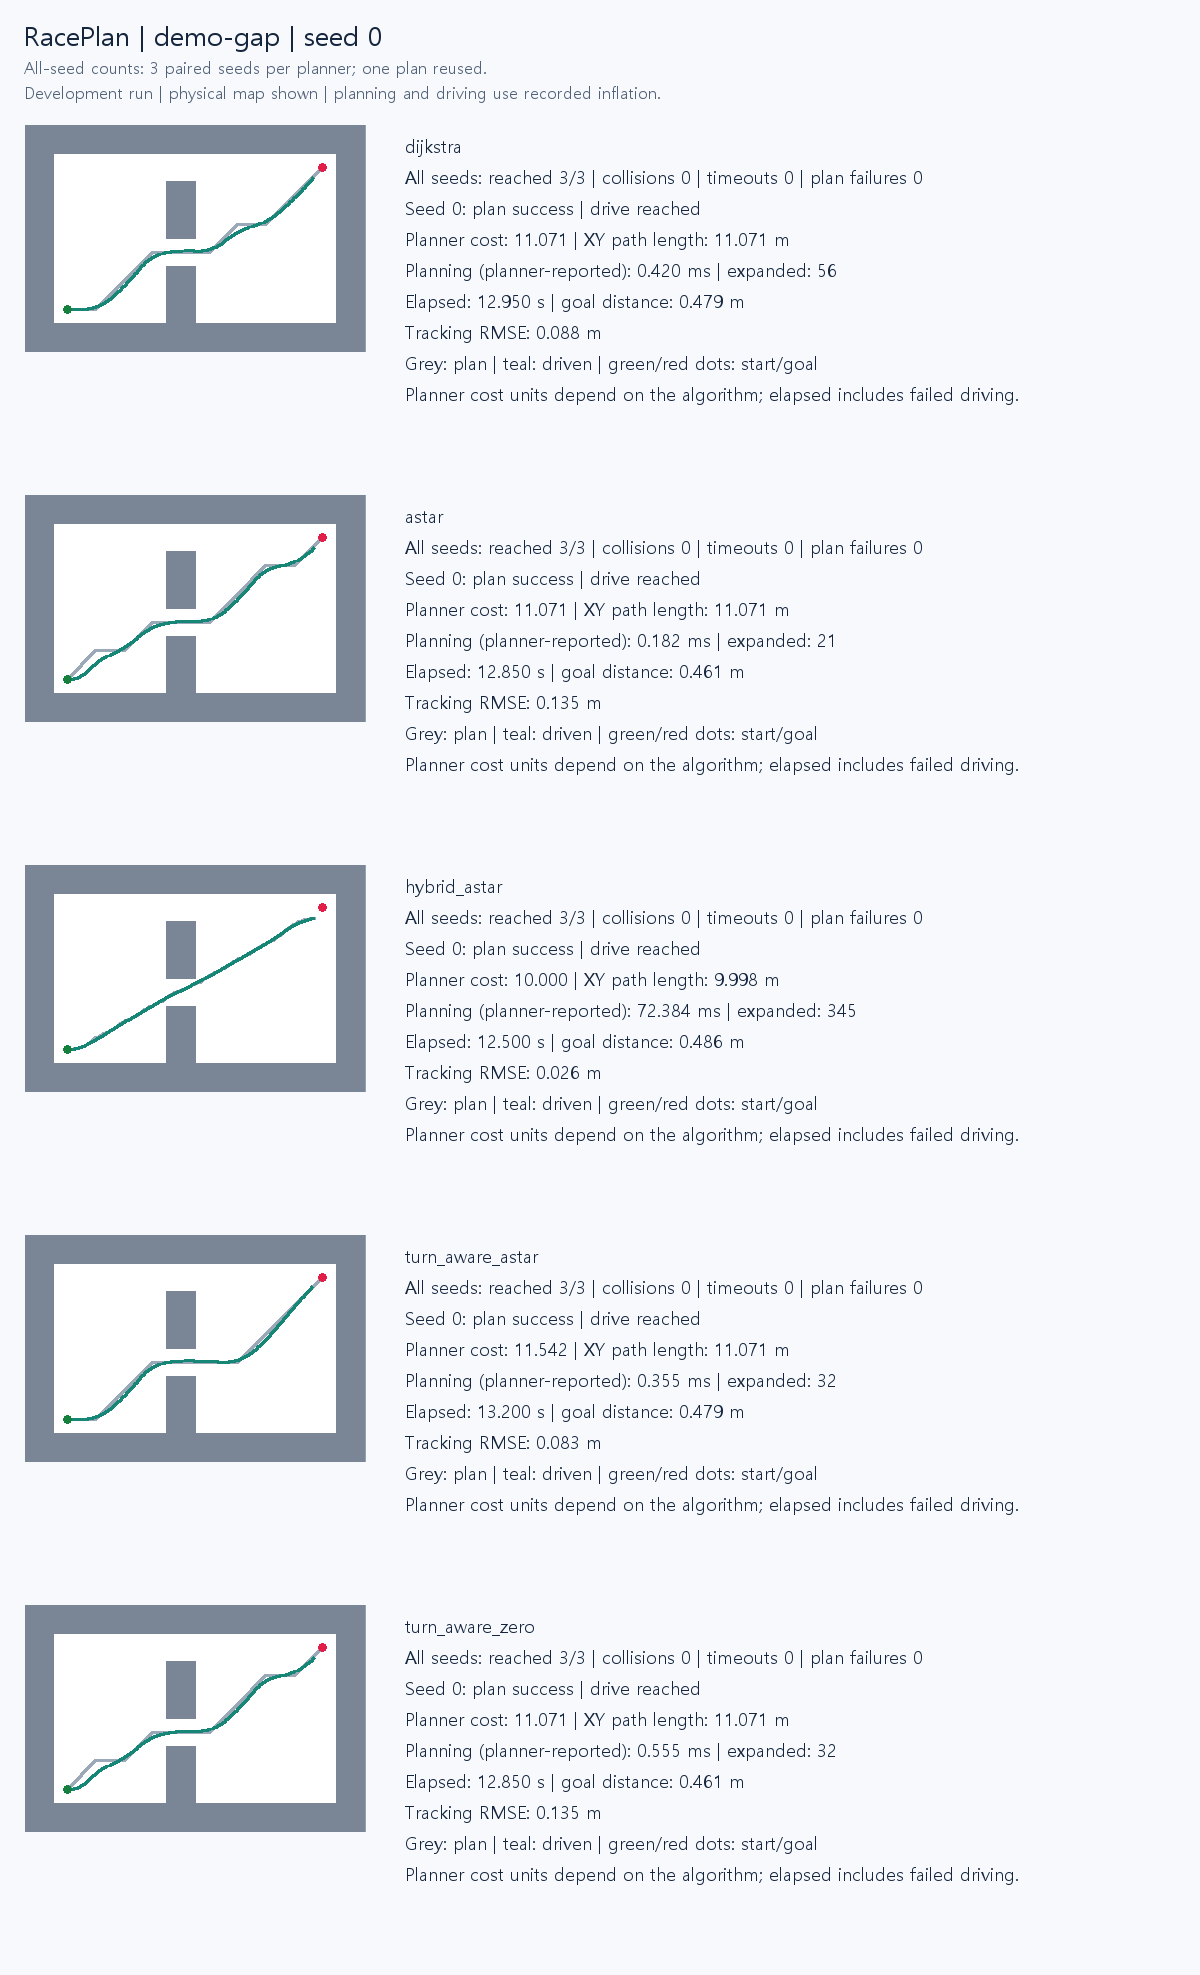 RacePlan | demo-gap | seed 0
All-seed counts: 3 paired seeds per planner; one plan reused.
Development run | physical map shown | planning and driving use recorded inflation.
dijkstra
All seeds: reached 3/3 | collisions 0 | timeouts 0 | plan failures 0
Seed 0: plan success | drive reached
Planner cost: 11.071 | XY path length: 11.071 m
Planning (planner-reported): 0.420 ms | expanded: 56
Elapsed: 12.950 s | goal distance: 0.479 m
Tracking RMSE: 0.088 m
Grey: plan | teal: driven | green/red dots: start/goal
Planner cost units depend on the algorithm; elapsed includes failed driving.
astar
All seeds: reached 3/3 | collisions 0 | timeouts 0 | plan failures 0
Seed 0: plan success | drive reached
Planner cost: 11.071 | XY path length: 11.071 m
Planning (planner-reported): 0.182 ms | expanded: 21
Elapsed: 12.850 s | goal distance: 0.461 m
Tracking RMSE: 0.135 m
Grey: plan | teal: driven | green/red dots: start/goal
Planner cost units depend on the algorithm; elapsed includes failed driving.
hybrid_astar
All seeds: reached 3/3 | collisions 0 | timeouts 0 | plan failures 0
Seed 0: plan success | drive reached
Planner cost: 10.000 | XY path length: 9.998 m
Planning (planner-reported): 72.384 ms | expanded: 345
Elapsed: 12.500 s | goal distance: 0.486 m
Tracking RMSE: 0.026 m
Grey: plan | teal: driven | green/red dots: start/goal
Planner cost units depend on the algorithm; elapsed includes failed driving.
turn_aware_astar
All seeds: reached 3/3 | collisions 0 | timeouts 0 | plan failures 0
Seed 0: plan success | drive reached
Planner cost: 11.542 | XY path length: 11.071 m
Planning (planner-reported): 0.355 ms | expanded: 32
Elapsed: 13.200 s | goal distance: 0.479 m
Tracking RMSE: 0.083 m
Grey: plan | teal: driven | green/red dots: start/goal
Planner cost units depend on the algorithm; elapsed includes failed driving.
turn_aware_zero
All seeds: reached 3/3 | collisions 0 | timeouts 0 | plan failures 0
Seed 0: plan success | drive reached
Planner cost: 11.071 | XY path length: 11.071 m
Planning (planner-reported): 0.555 ms | expanded: 32
Elapsed: 12.850 s | goal distance: 0.461 m
Tracking RMSE: 0.135 m
Grey: plan | teal: driven | green/red dots: start/goal
Planner cost units depend on the algorithm; elapsed includes failed driving.